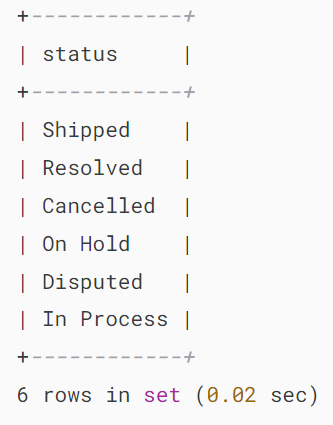 +------------+
| status     |
+------------+
| Shipped    |
| Resolved   |
| Cancelled  |
| On Hold    |
| Disputed   |
| In Process |
+------------+
6 rows in set (0.02 sec)